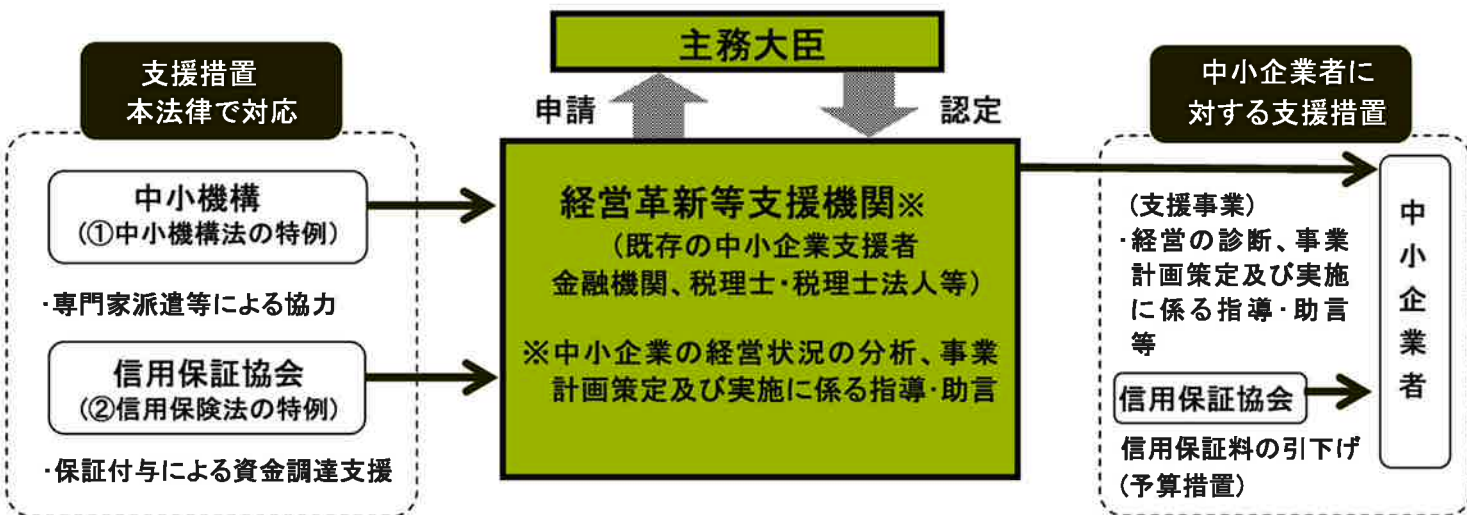 主務大臣
申請
認定
支援措置
本法律で対応
中小機構
(①中小機構法の特例)
・専門家派遣等による協力
信用保証協会
(②信用保険法の特例)
・保証付与による資金調達支援
経営革新等支援機関※
(既存の中小企業支援者
金融機関、税理士・税理士法人等)
※中小企業の経営状況の分析、事業
計画策定及び実施に係る指導・助言
中小企業者に
対する支援措置
(支援事業)
・経営の診断、事業
計画策定及び実施
に係る指導・助言
等
信用保証協会
信用保証料の引下げ
(予算措置)
中小企業者